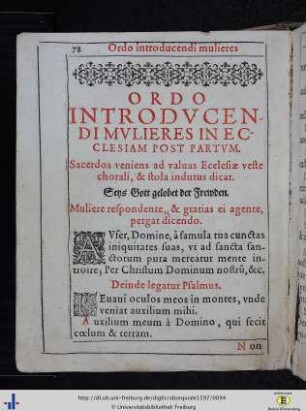 78 Ordo introducendi mulieres
ORDO
INTRODVCEN-
DI MVLIERES IN EC-
CLESIAM POST PARTVM.
Sacerdos veniens ad valuas Ecclesiæ veste
chorali, & stola indutus dicat.
Seys Gott gelobet der Frewden.
Muliere respondente, & gratias ei agente,
pergat dicendo.
AVfer, Domine, à famula tua cunctas
iniquitates suas, vt ad sancta san-
ctorum pura mereatur mente in-
troire, Per Christum Dominum nostrũ, &c.
Deinde legatur Psalmus.
LEuaui oculos meos in montes, vnde
veniat auxilium mihi.
Auxilium meum à Domino, qui fecit
cœlum & terram.
Non
http://dl.ub.uni-freiburg.de/diglit/obsequiale1597/0094
© Universitätsbibliothek Freiburg